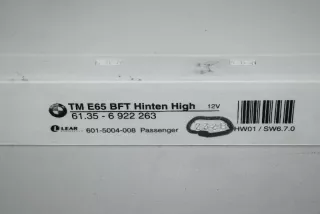 TM E65 BFT Hinten High 12V
61.35 - 6 922 263
LEAR 601-5004-008 Passenger HW01 / SW6.7.0